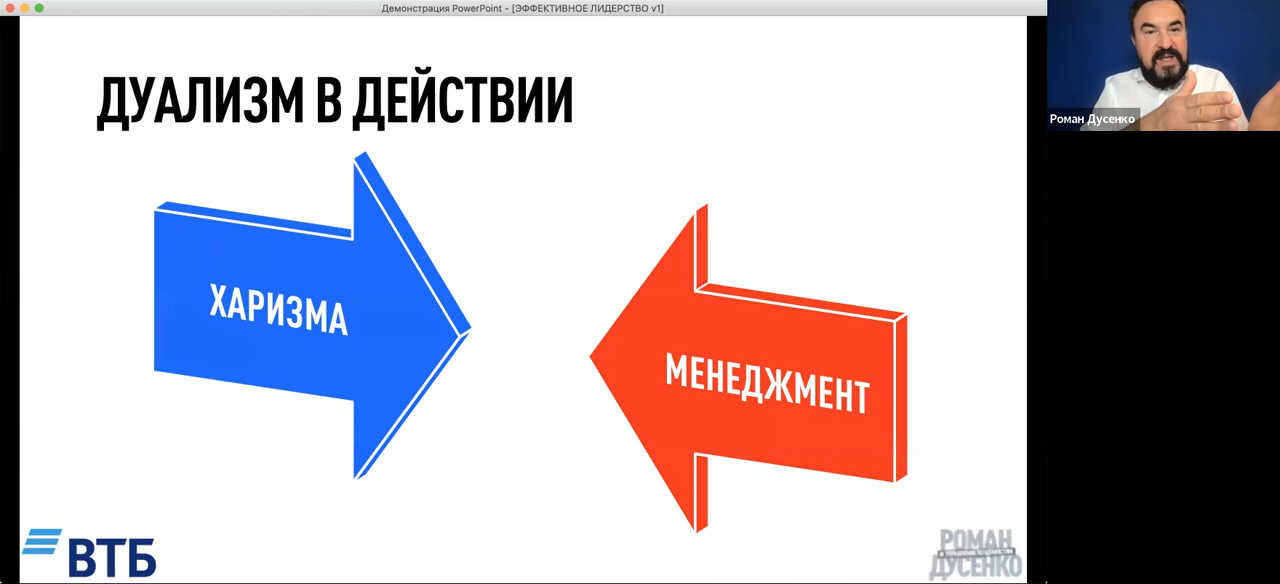 Демонстрация PowerPoint - [ЭФФЕКТИВНОЕ ЛИДЕРСТВО v1]
Роман Дусенко
ДУАЛИЗМ В ДЕЙСТВИИ
ХАРИЗМА
МЕНЕДЖМЕНТ
ВТБ
РОМАН
ДУСЕНКО